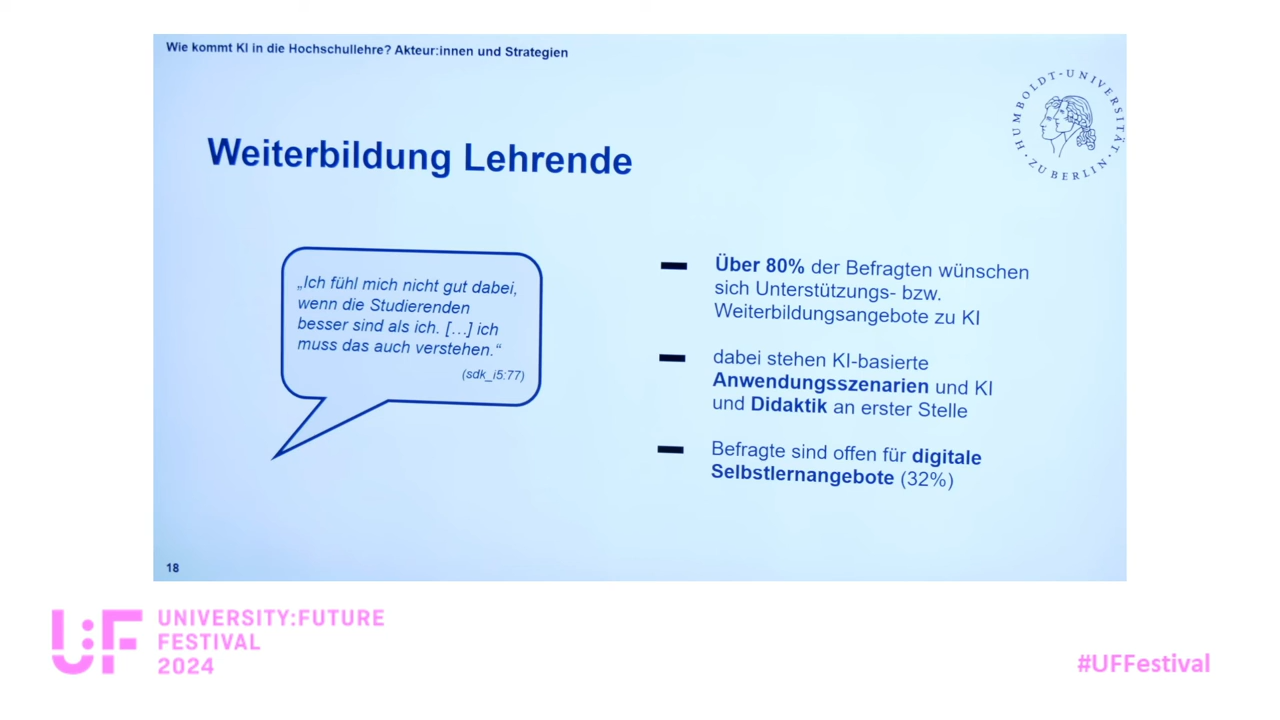 Wie kommt KI in die Hochschullehre? Akteur:innen und Strategien
HUMBOLDT-UNIVERSITÄT · ZU BERLIN ·
Weiterbildung Lehrende
„Ich fühl mich nicht gut dabei,
wenn die Studierenden
besser sind als ich. […] ich
muss das auch verstehen.“
(sdk_i5:77)
Über 80% der Befragten wünschen
sich Unterstützungs- bzw.
Weiterbildungsangebote zu KI
dabei stehen KI-basierte
Anwendungsszenarien und KI
und Didaktik an erster Stelle
Befragte sind offen für digitale
Selbstlernangebote (32%)
18
U:F UNIVERSITY:FUTURE
FESTIVAL
2024
#UFFestival